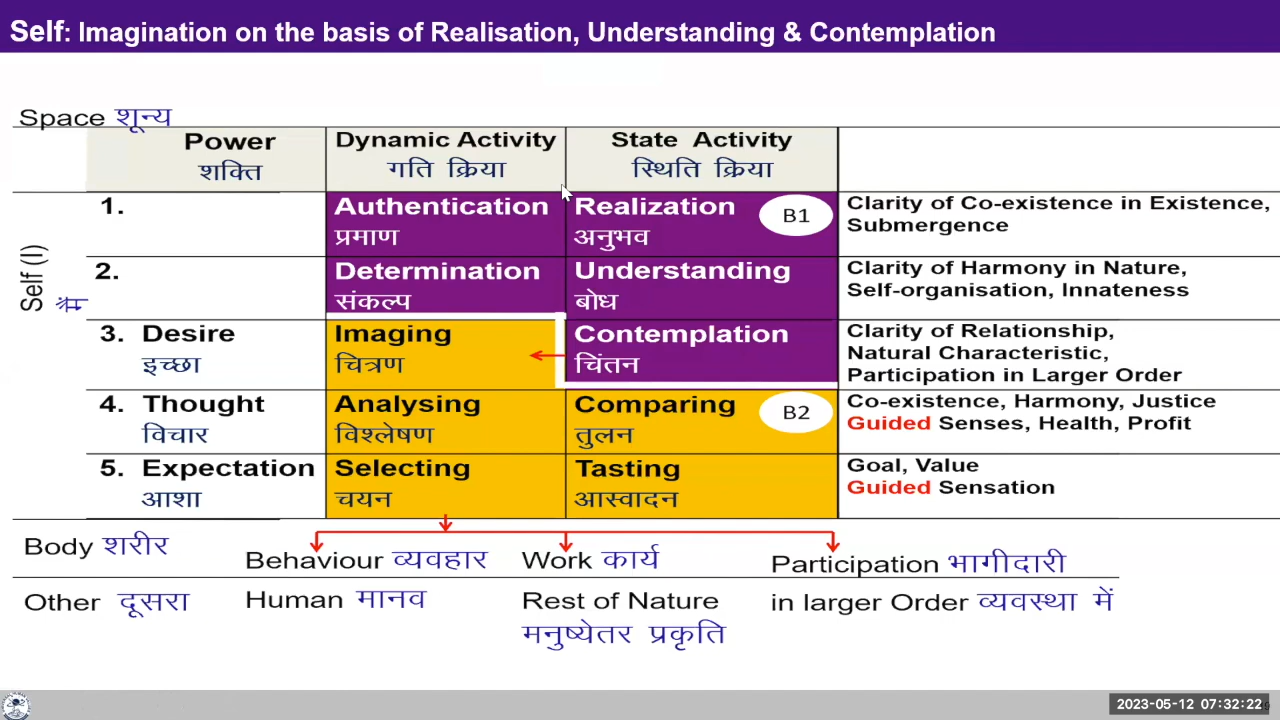 Self: Imagination on the basis of Realisation, Understanding & Contemplation
Space शून्य
Power
शक्ति
Dynamic Activity
गति क्रिया
State Activity
स्थिति क्रिया
Self (I)
मैं
1.
Authentication
प्रमाण
Realization
अनुभव
B1
Clarity of Co-existence in Existence,
Submergence
2.
Determination
संकल्प
Understanding
बोध
Clarity of Harmony in Nature,
Self-organisation, Innateness
3. Desire
इच्छा
Imaging
चित्रण
Contemplation
चिंतन
Clarity of Relationship,
Natural Characteristic,
Participation in Larger Order
4. Thought
विचार
Analysing
विश्लेषण
Comparing
तुलन
B2
Co-existence, Harmony, Justice
Guided Senses, Health, Profit
5. Expectation
आशा
Selecting
चयन
Tasting
आस्वादन
Goal, Value
Guided Sensation
Body शरीर
Behaviour व्यवहार
Work कार्य
Participation भागीदारी
Other दूसरा
Human मानव
Rest of Nature
मनुष्येतर प्रकृति
in larger Order व्यवस्था में
2023-05-12 07:32:22